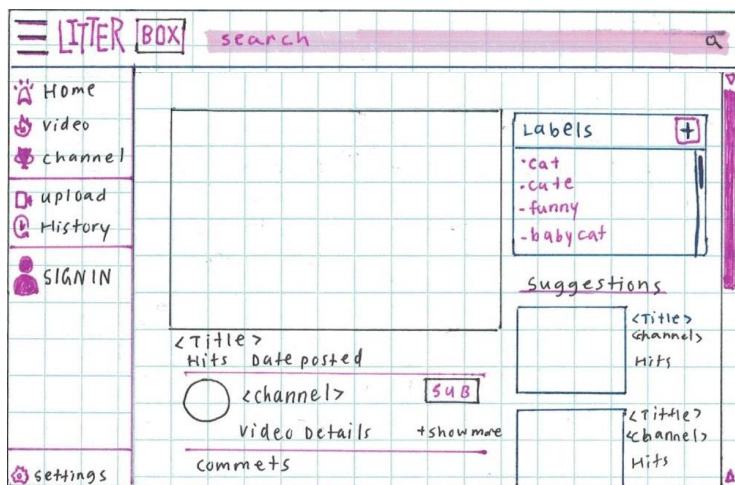 LITTER BOX search
Home
video
channel
upload
History
SIGN IN
settings
<Title>
Hits Date posted
<channel>
SUB
Video Details +show more
commets
Labels +
·cat
·cute
-funny
-baby cat
Suggestions
<Title>
<channel>
Hits
<Tittle>
<channel>
Hits